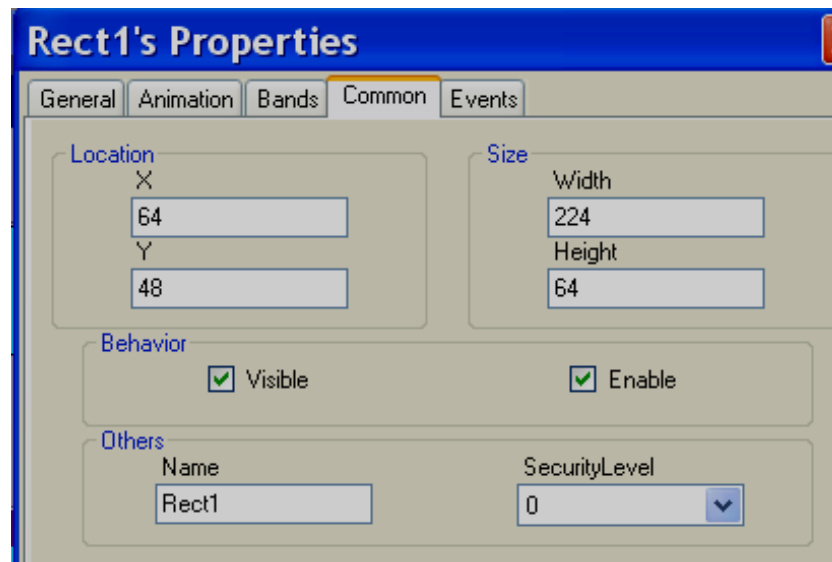 Rect1's Properties
General Animation Bands Common Events
Location Size
X Width
64 224
Y Height
48 64
Behavior
Visible Enable
Others
Name SecurityLevel
Rect1 0